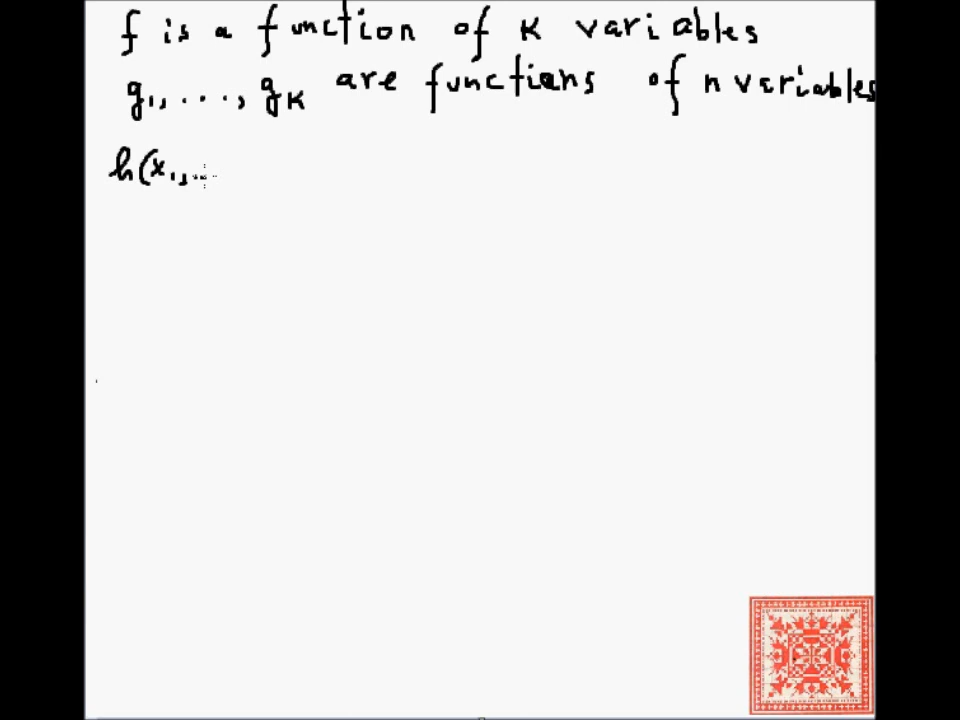 f is a function of k variables
g₁, ..., gₖ are functions of n variables
h(x₁, ...